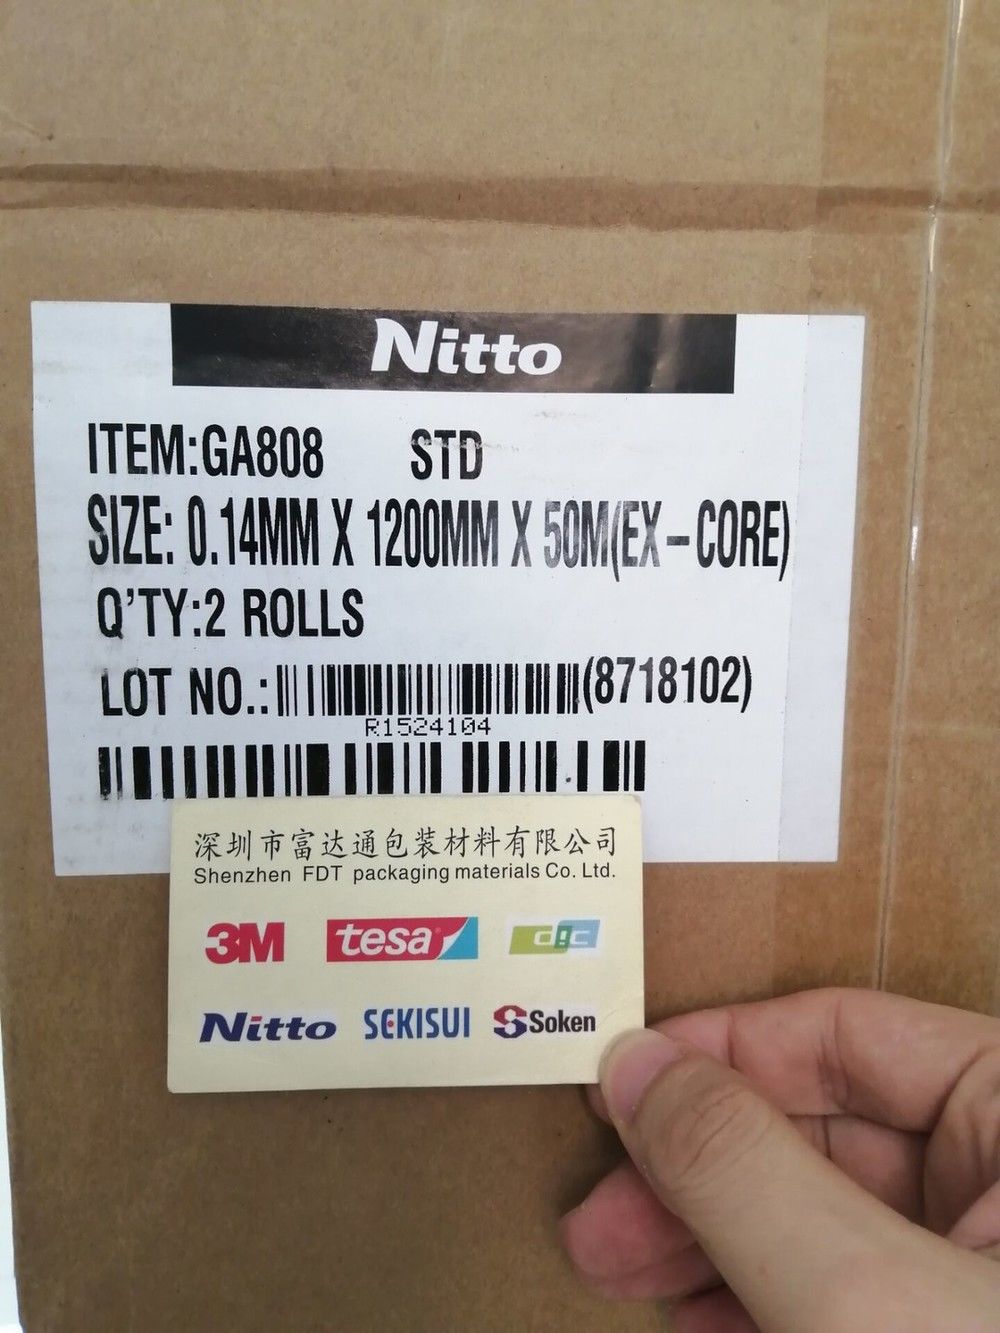 Nitto
ITEM:GA808 STD
SIZE: 0.14MM X 1200MM X 50M(EX-CORE)
Q'TY:2 ROLLS
LOT NO.: (8718102)
R1524104
深圳市富达通包装材料有限公司
Shenzhen FDT packaging materials Co. Ltd.
3M tesa dic
Nitto SEKISUI Soken